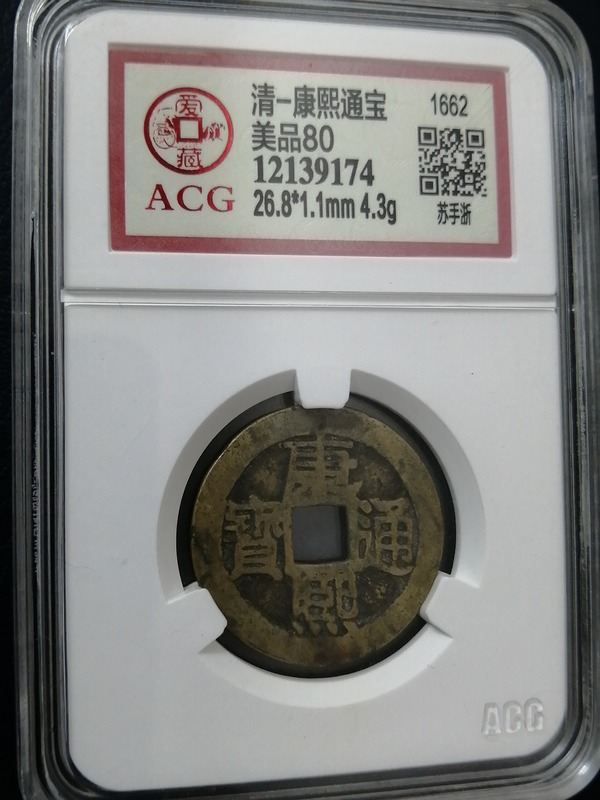 爱
藏
ACG
清-康熙通宝 1662
美品80
12139174
26.8*1.1mm 4.3g 苏手浙
康
寳 通
熙
ACG